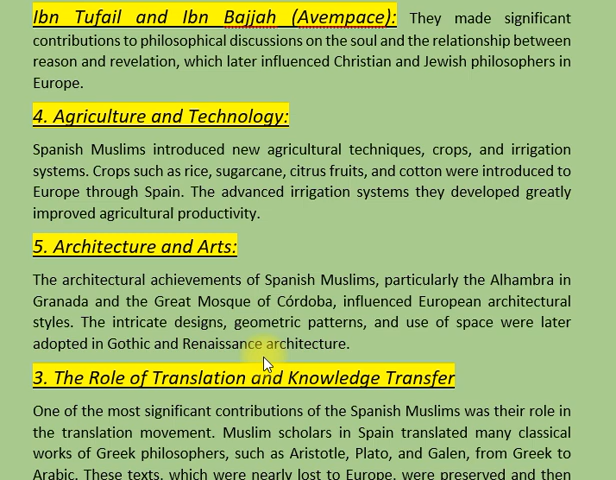 Ibn Tufail and Ibn Bajjah (Avempace): They made significant
contributions to philosophical discussions on the soul and the relationship between
reason and revelation, which later influenced Christian and Jewish philosophers in
Europe.
4. Agriculture and Technology:
Spanish Muslims introduced new agricultural techniques, crops, and irrigation
systems. Crops such as rice, sugarcane, citrus fruits, and cotton were introduced to
Europe through Spain. The advanced irrigation systems they developed greatly
improved agricultural productivity.
5. Architecture and Arts:
The architectural achievements of Spanish Muslims, particularly the Alhambra in
Granada and the Great Mosque of Córdoba, influenced European architectural
styles. The intricate designs, geometric patterns, and use of space were later
adopted in Gothic and Renaissance architecture.
3. The Role of Translation and Knowledge Transfer
One of the most significant contributions of the Spanish Muslims was their role in
the translation movement. Muslim scholars in Spain translated many classical
works of Greek philosophers, such as Aristotle, Plato, and Galen, from Greek to
Arabic. These texts, which were nearly lost to Europe, were preserved and then